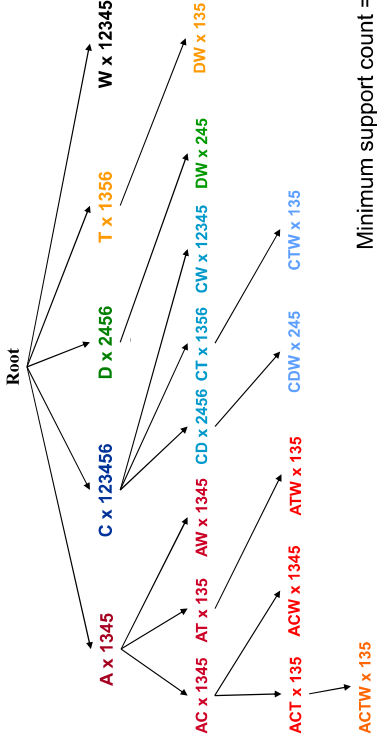 Root
A x 1345
C x 123456
D x 2456
T x 1356
W x 12345
AC x 1345
AT x 135
AW x 1345
CD x 2456
CT x 1356
CW x 12345
DW x 245
DW x 135
ACT x 135
ACW x 1345
ATW x 135
CDW x 245
CTW x 135
ACTW x 135
Minimum support count =